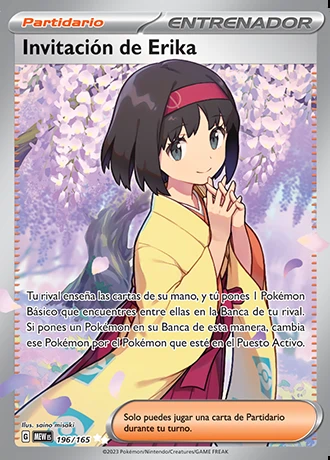 Partidario
ENTRENADOR
Invitación de Erika
Tu rival enseña las cartas de su mano, y tú pones 1 Pokémon
Básico que encuentres entre ellas en la Banca de tu rival.
Si pones un Pokémon en su Banca de esta manera, cambia
ese Pokémon por el Pokémon que esté en el Puesto Activo.
Ilus. saino misaki
Solo puedes jugar una carta de Partidario
durante tu turno.
G MEW ES 196/165
©2023 Pokémon/Nintendo/Creatures/GAME FREAK